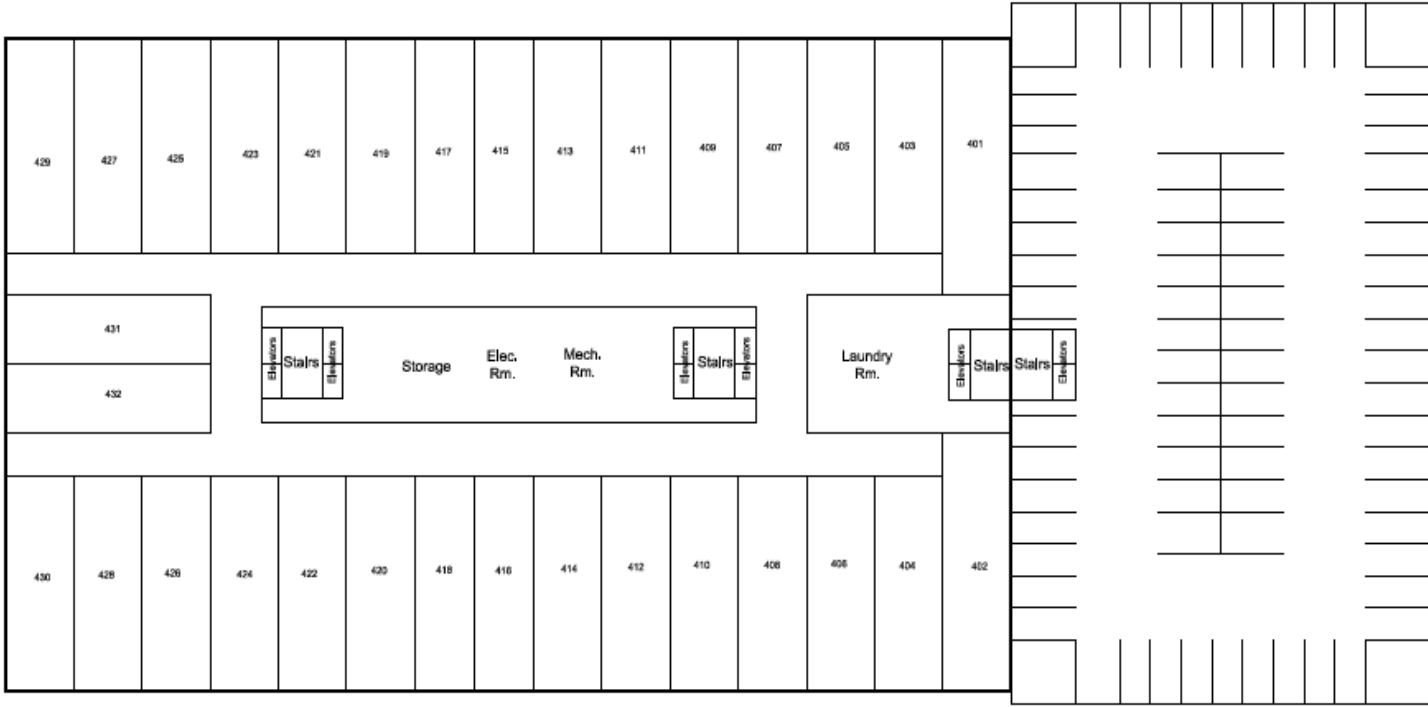 429
427
425
423
421
419
417
415
413
411
409
407
405
403
401
431
432
Elevators
Stairs
Elevators
Storage
Elec.
Rm.
Mech.
Rm.
Elevators
Stairs
Elevators
Laundry
Rm.
Elevators
Stairs
Stairs
Elevators
430
428
426
424
422
420
418
416
414
412
410
408
406
404
402